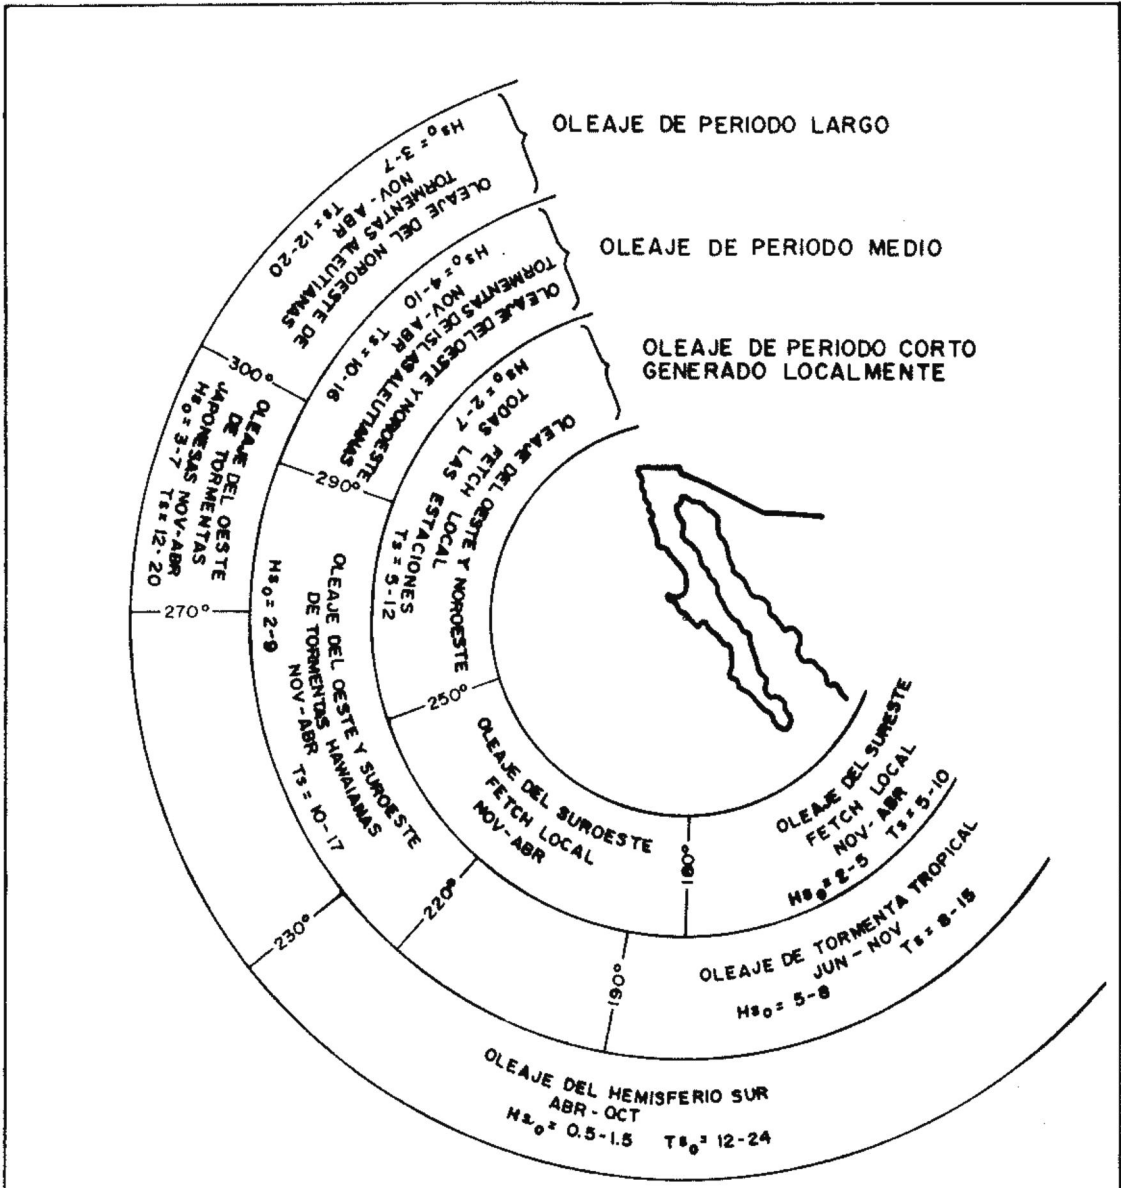 OLEAJE DE PERIODO LARGO
OLEAJE DE PERIODO MEDIO
OLEAJE DE PERIODO CORTO
GENERADO LOCALMENTE
OLEAJE DEL NOROESTE DE
TORMENTAS ALEUTIANAS
NOV-ABR
Hs₀ = 3-7
Ts = 12-20
300°
OLEAJE DEL OESTE
DE TORMENTAS
JAPONESAS NOV-ABR
Hs₀ = 3-7 Ts = 12-20
270°
230°
OLEAJE DEL HEMISFERIO SUR
ABR-OCT
Hs₀ = 0.5-1.5 Ts₀ = 12-24
OLEAJE DEL OESTE Y NOROESTE
TORMENTAS DE ISLAS ALEUTIANAS
NOV-ABR
Hs₀ = 4-10
Ts = 10-16
290°
OLEAJE DEL OESTE Y SUROESTE
DE TORMENTAS HAWAIANAS
NOV-ABR Ts = 10-17
Hs₀ = 2-9
220°
190°
OLEAJE DE TORMENTA TROPICAL
JUN-NOV
Hs₀ = 5-8 Ts = 8-15
OLEAJE DEL OESTE Y NOROESTE
FETCH LOCAL
TODAS LAS ESTACIONES
Hs₀ = 2-7
Ts = 5-12
250°
OLEAJE DEL SUROESTE
FETCH LOCAL
NOV-ABR
180°
OLEAJE DEL SURESTE
FETCH LOCAL
NOV-ABR
Hs₀ = 2-5 Ts = 5-10